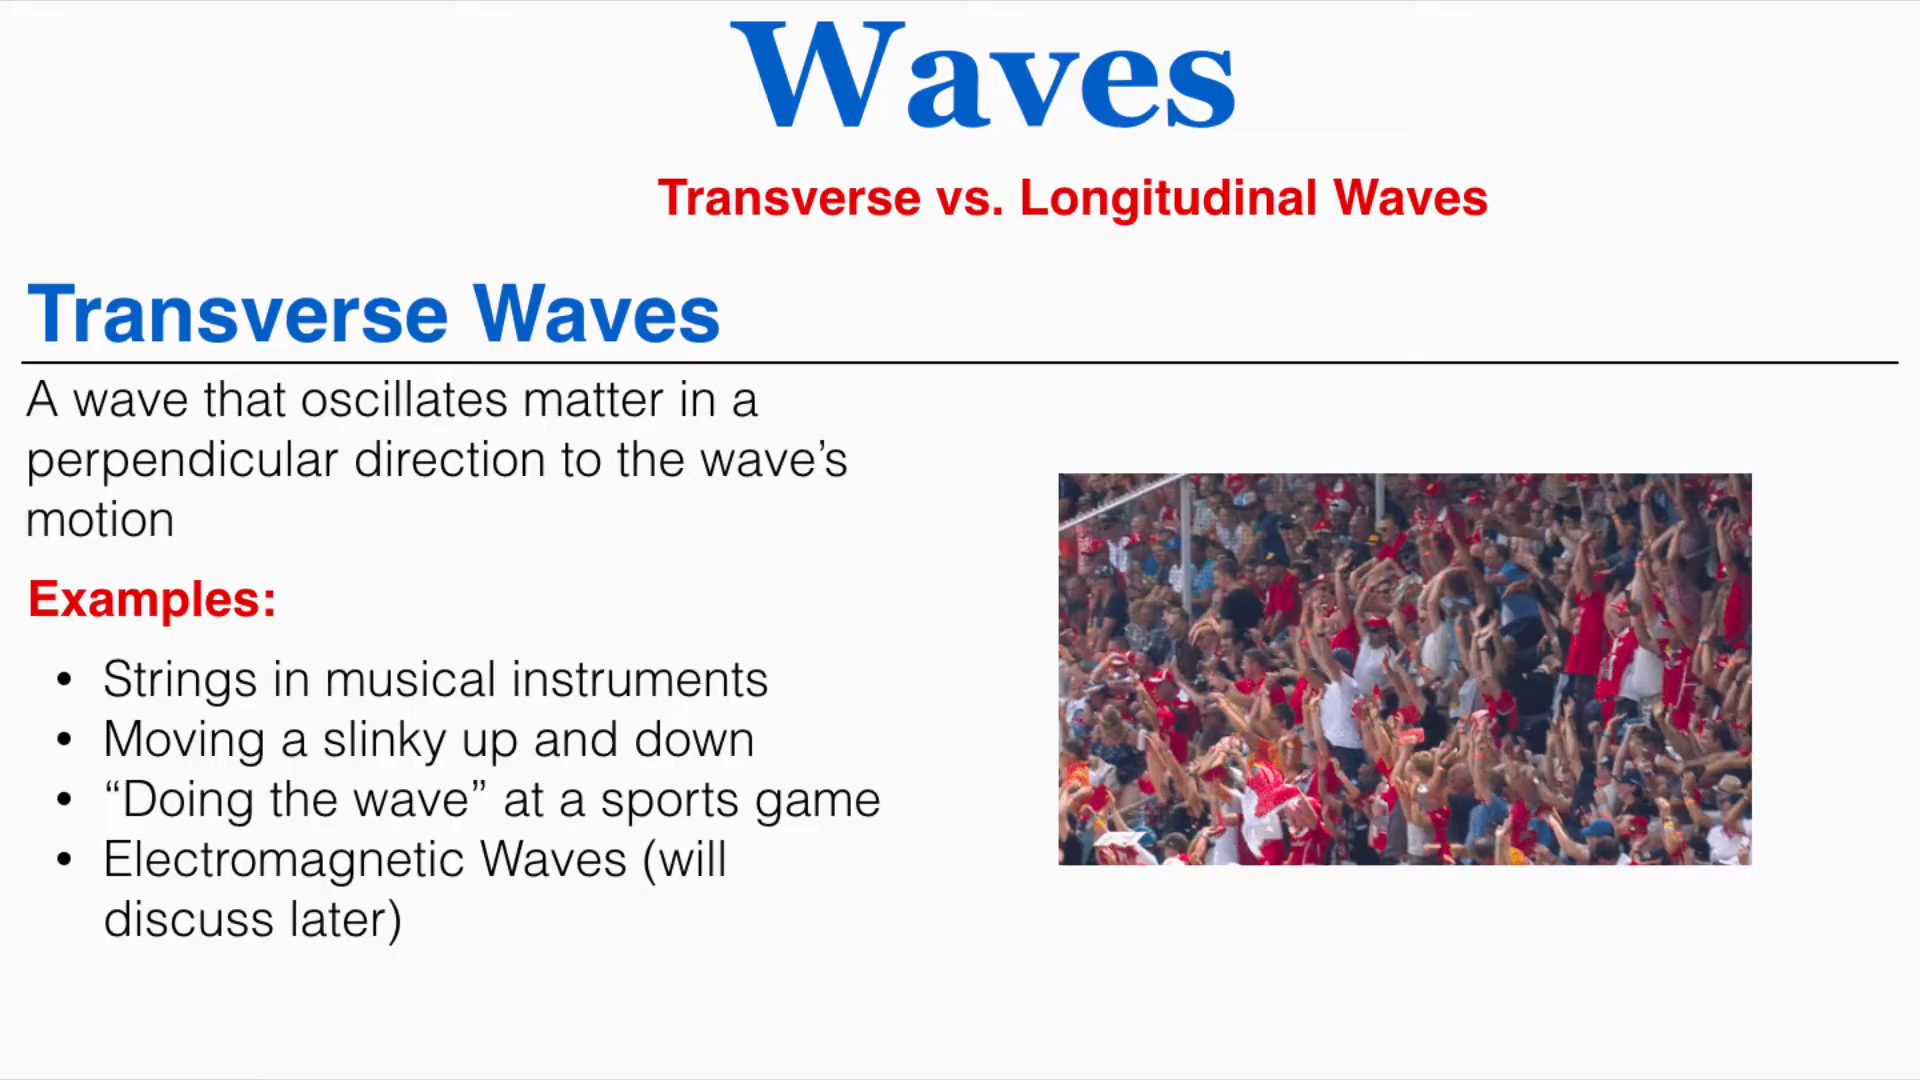 Waves
Transverse vs. Longitudinal Waves
Transverse Waves
A wave that oscillates matter in a
perpendicular direction to the wave’s
motion
Examples:
• Strings in musical instruments
• Moving a slinky up and down
• “Doing the wave” at a sports game
• Electromagnetic Waves (will
discuss later)